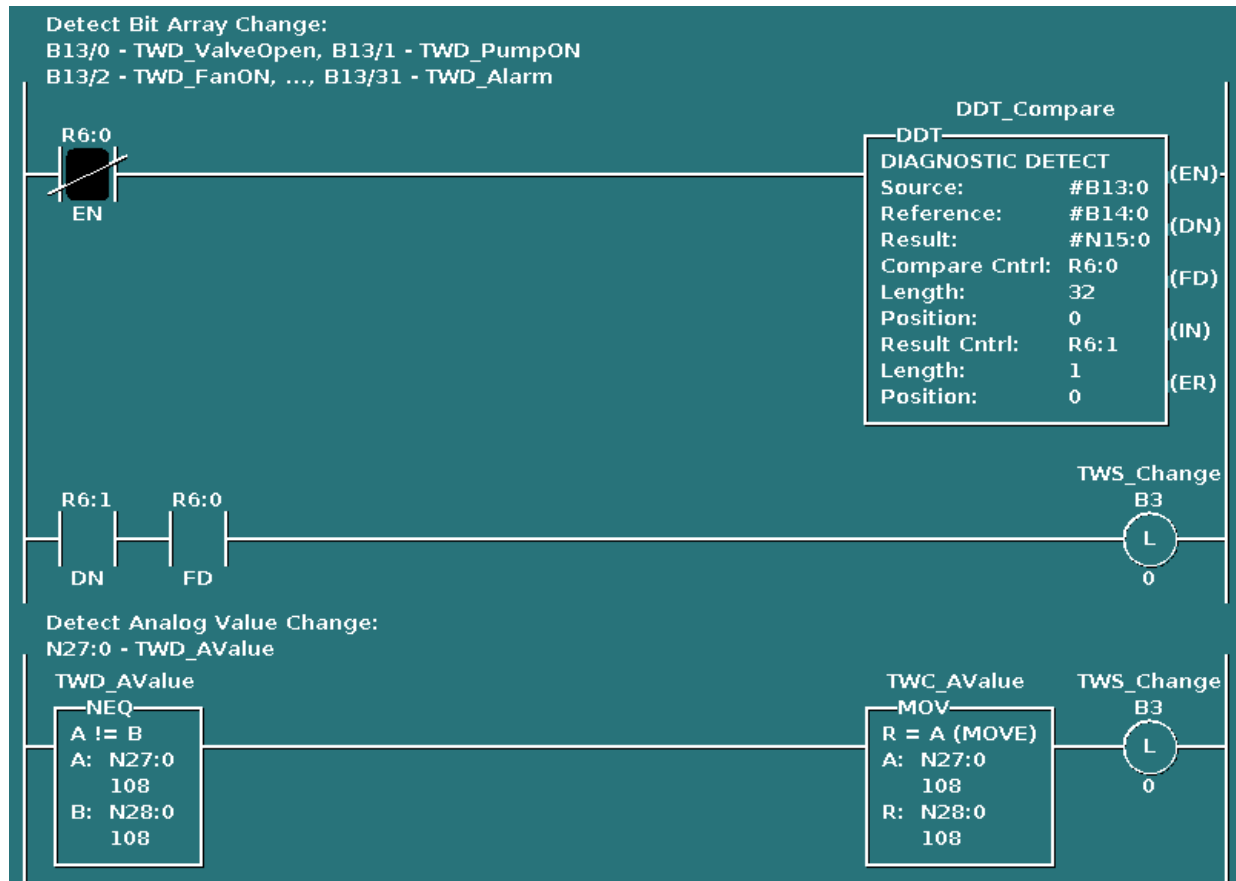 Detect Bit Array Change:
B13/0 - TWD_ValveOpen, B13/1 - TWD_PumpON
B13/2 - TWD_FanON, ..., B13/31 - TWD_Alarm
DDT_Compare
R6:0
EN
DDT
DIAGNOSTIC DETECT
Source: #B13:0
Reference: #B14:0
Result: #N15:0
Compare Cntrl: R6:0
Length: 32
Position: 0
Result Cntrl: R6:1
Length: 1
Position: 0
(EN)
(DN)
(FD)
(IN)
(ER)
R6:1
DN
R6:0
FD
TWS_Change
B3
L
0
Detect Analog Value Change:
N27:0 - TWD_AValue
TWD_AValue
NEQ
A != B
A: N27:0
108
B: N28:0
108
TWC_AValue
MOV
R = A (MOVE)
A: N27:0
108
R: N28:0
108
TWS_Change
B3
L
0